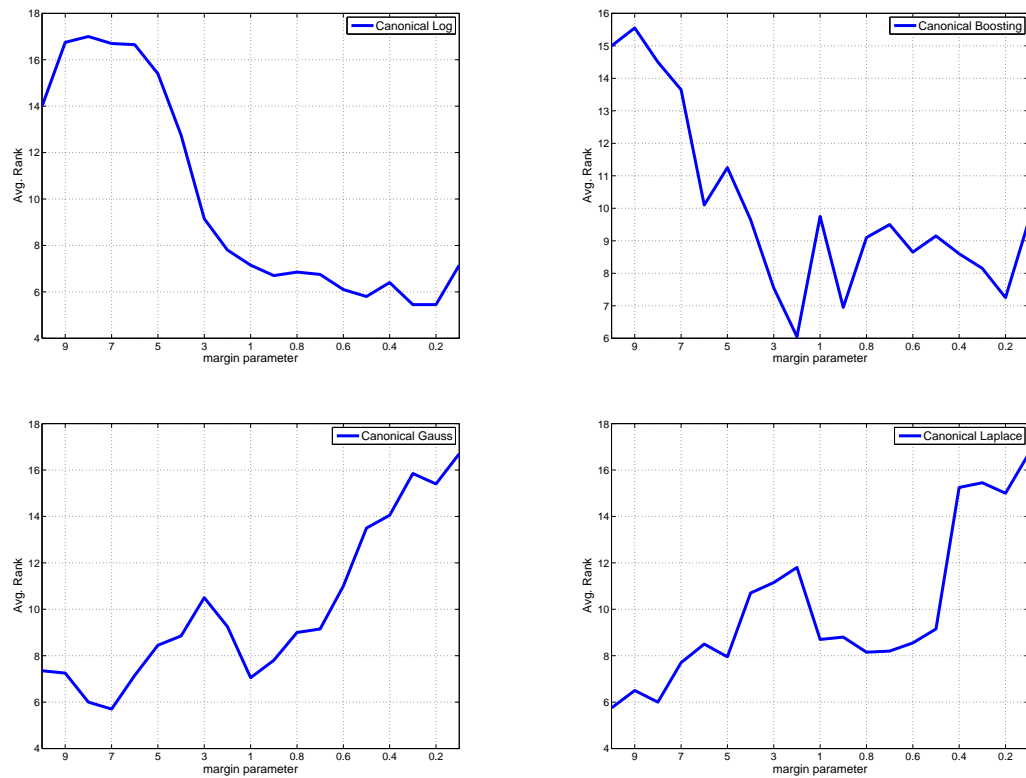 Canonical Log
Avg. Rank
18
16
14
12
10
8
6
4
9 7 5 3 1 0.8 0.6 0.4 0.2
margin parameter
Canonical Boosting
Avg. Rank
16
15
14
13
12
11
10
9
8
7
6
9 7 5 3 1 0.8 0.6 0.4 0.2
margin parameter
Canonical Gauss
Avg. Rank
18
16
14
12
10
8
6
4
9 7 5 3 1 0.8 0.6 0.4 0.2
margin parameter
Canonical Laplace
Avg. Rank
18
16
14
12
10
8
6
4
9 7 5 3 1 0.8 0.6 0.4 0.2
margin parameter